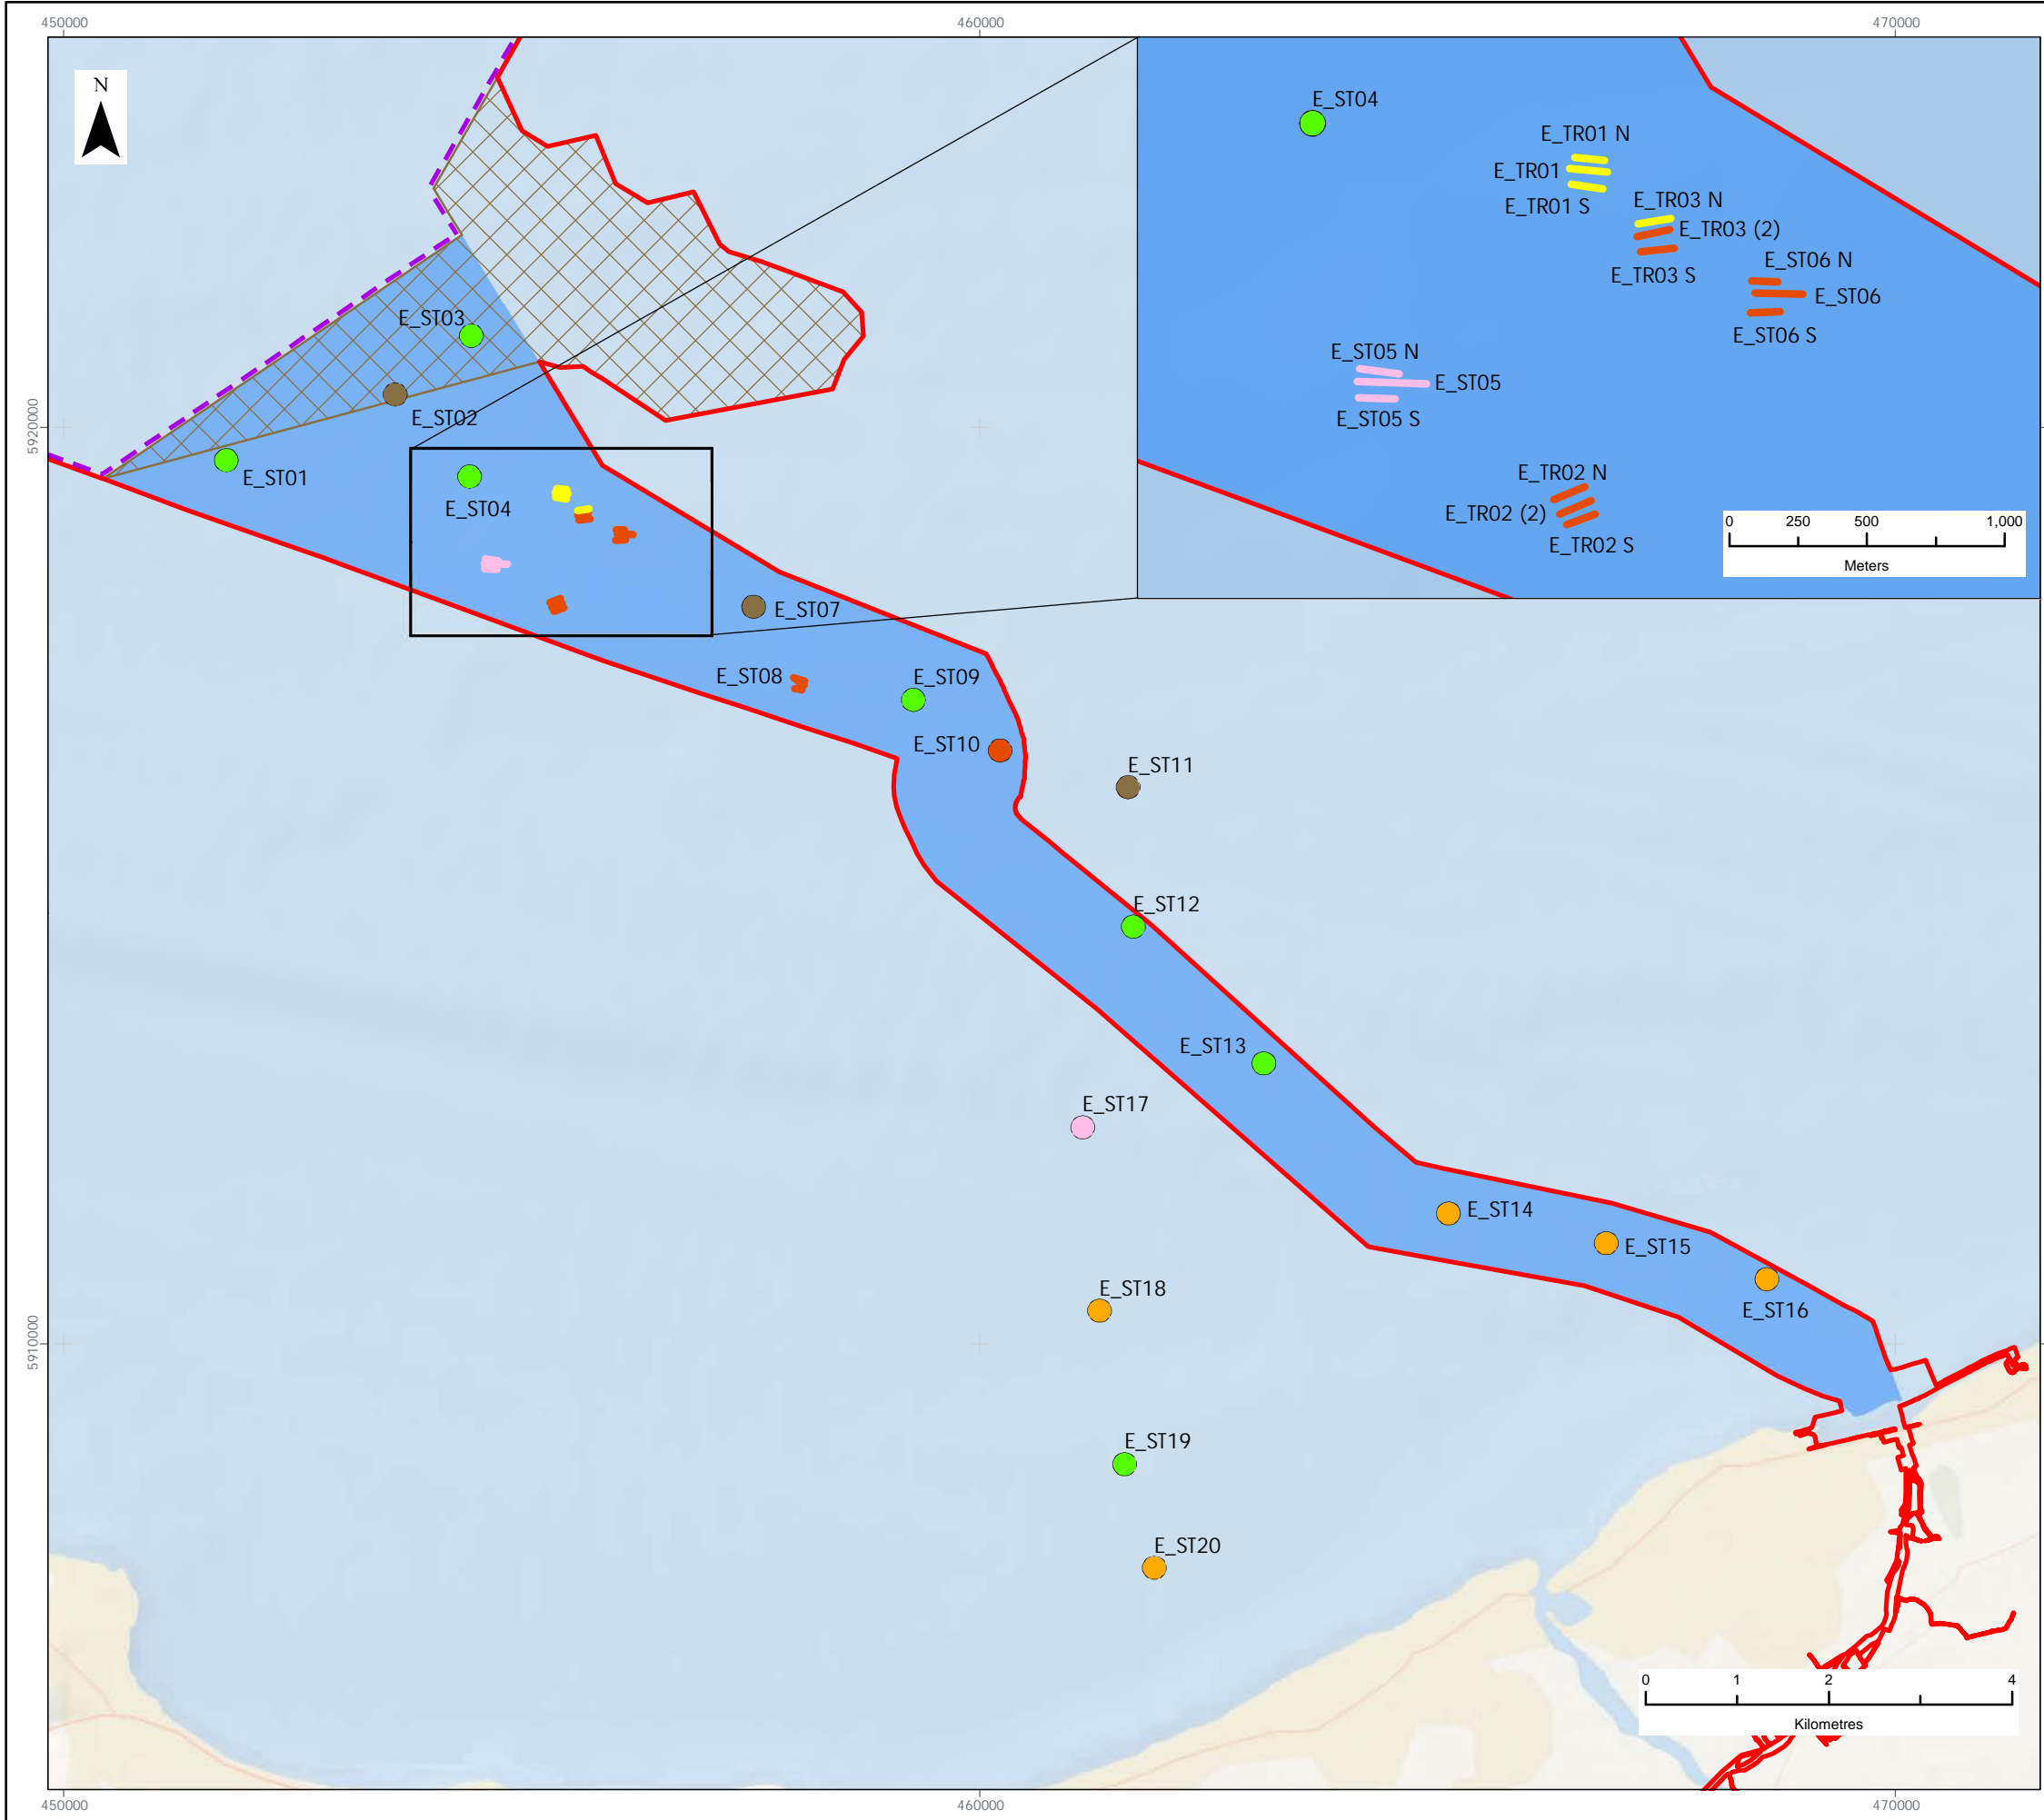 450000
460000
470000
N
E_ST04
E_TR01 N
E_TR01
E_TR01 S
E_TR03 N
E_TR03 (2)
E_TR03 S
E_ST06 N
E_ST06
E_ST06 S
E_ST05 N
E_ST05
E_ST05 S
E_TR02 N
E_TR02 (2)
E_TR02 S
0 250 500 1,000
Meters
E_ST03
E_ST02
E_ST01
E_ST04
5920000
E_ST07
E_ST08
E_ST09
E_ST10
E_ST11
E_ST12
E_ST13
E_ST17
E_ST14
E_ST15
E_ST16
E_ST18
5910000
E_ST19
E_ST20
0 1 2 4
Kilometres
450000
460000
470000